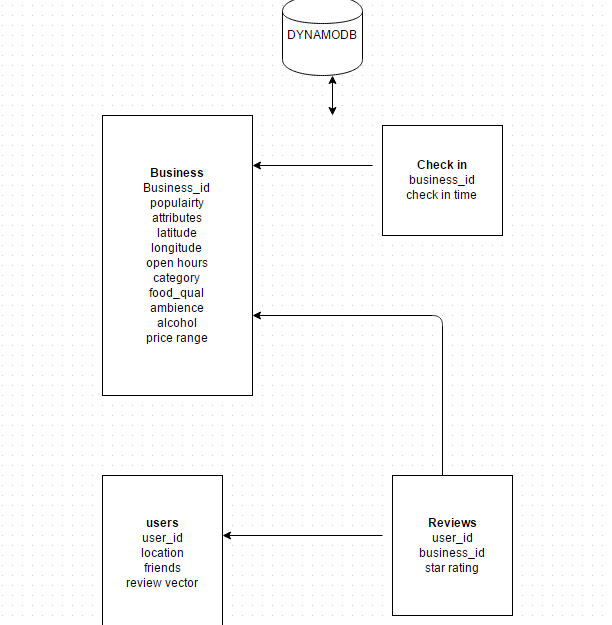 DYNAMODB
Business
Business_id
populairty
attributes
latitude
longitude
open hours
category
food_qual
ambience
alcohol
price range
Check in
business_id
check in time
users
user_id
location
friends
review vector
Reviews
user_id
business_id
star rating